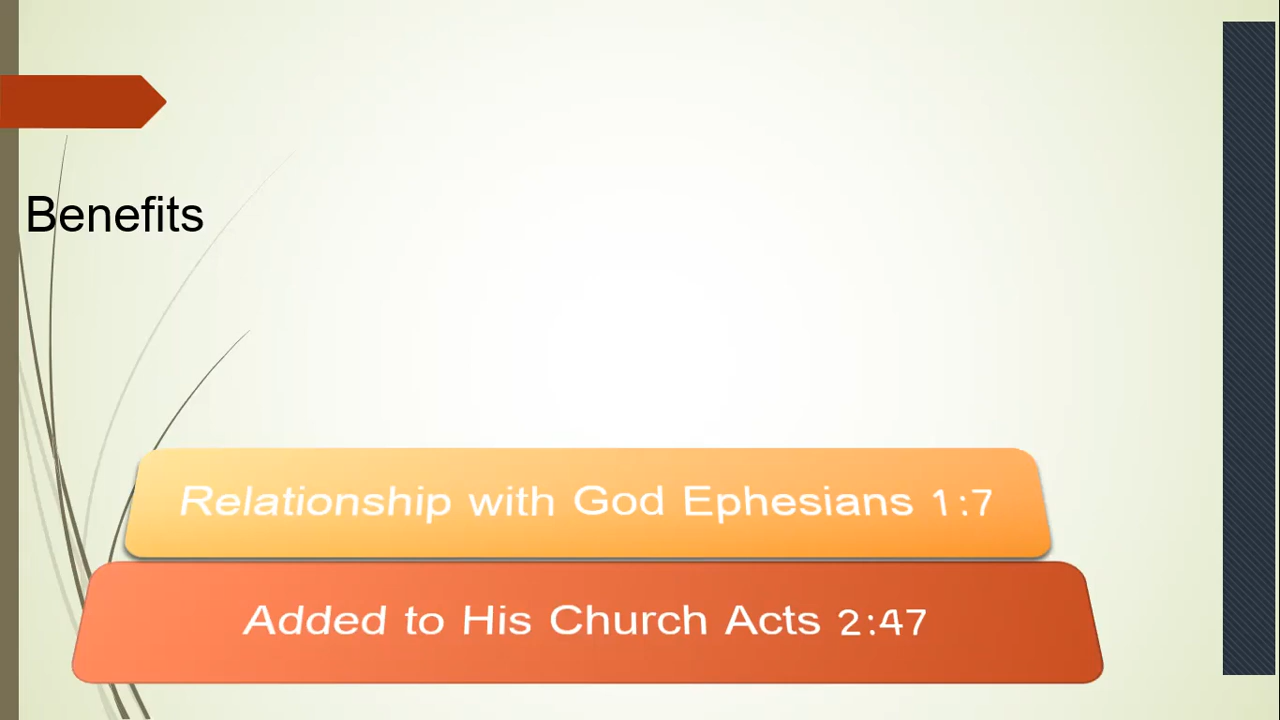 Benefits
Relationship with God Ephesians 1:7
Added to His Church Acts 2:47